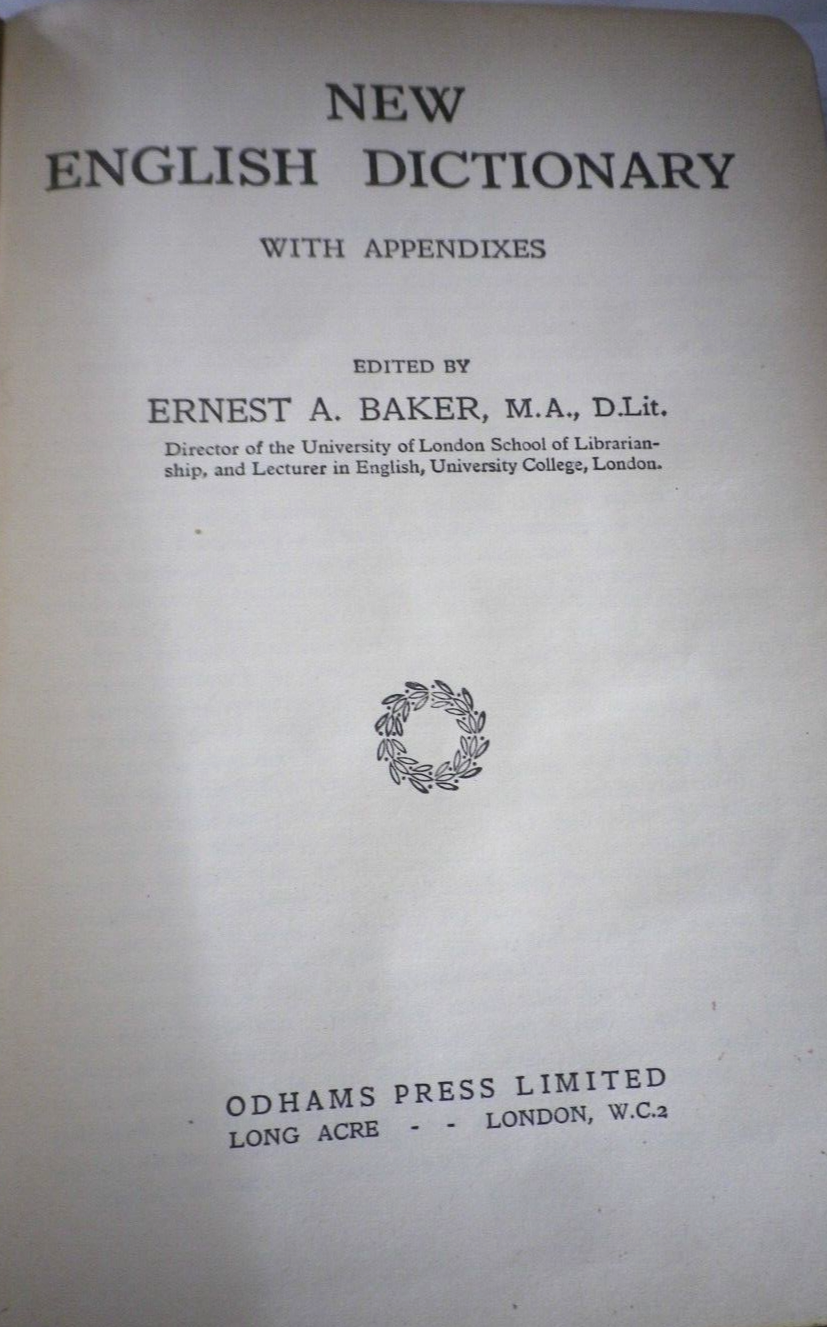 NEW
ENGLISH DICTIONARY
WITH APPENDIXES
EDITED BY
ERNEST A. BAKER, M.A., D.Lit.
Director of the University of London School of Librarian-
ship, and Lecturer in English, University College, London.
ODHAMS PRESS LIMITED
LONG ACRE - - LONDON, W.C.2